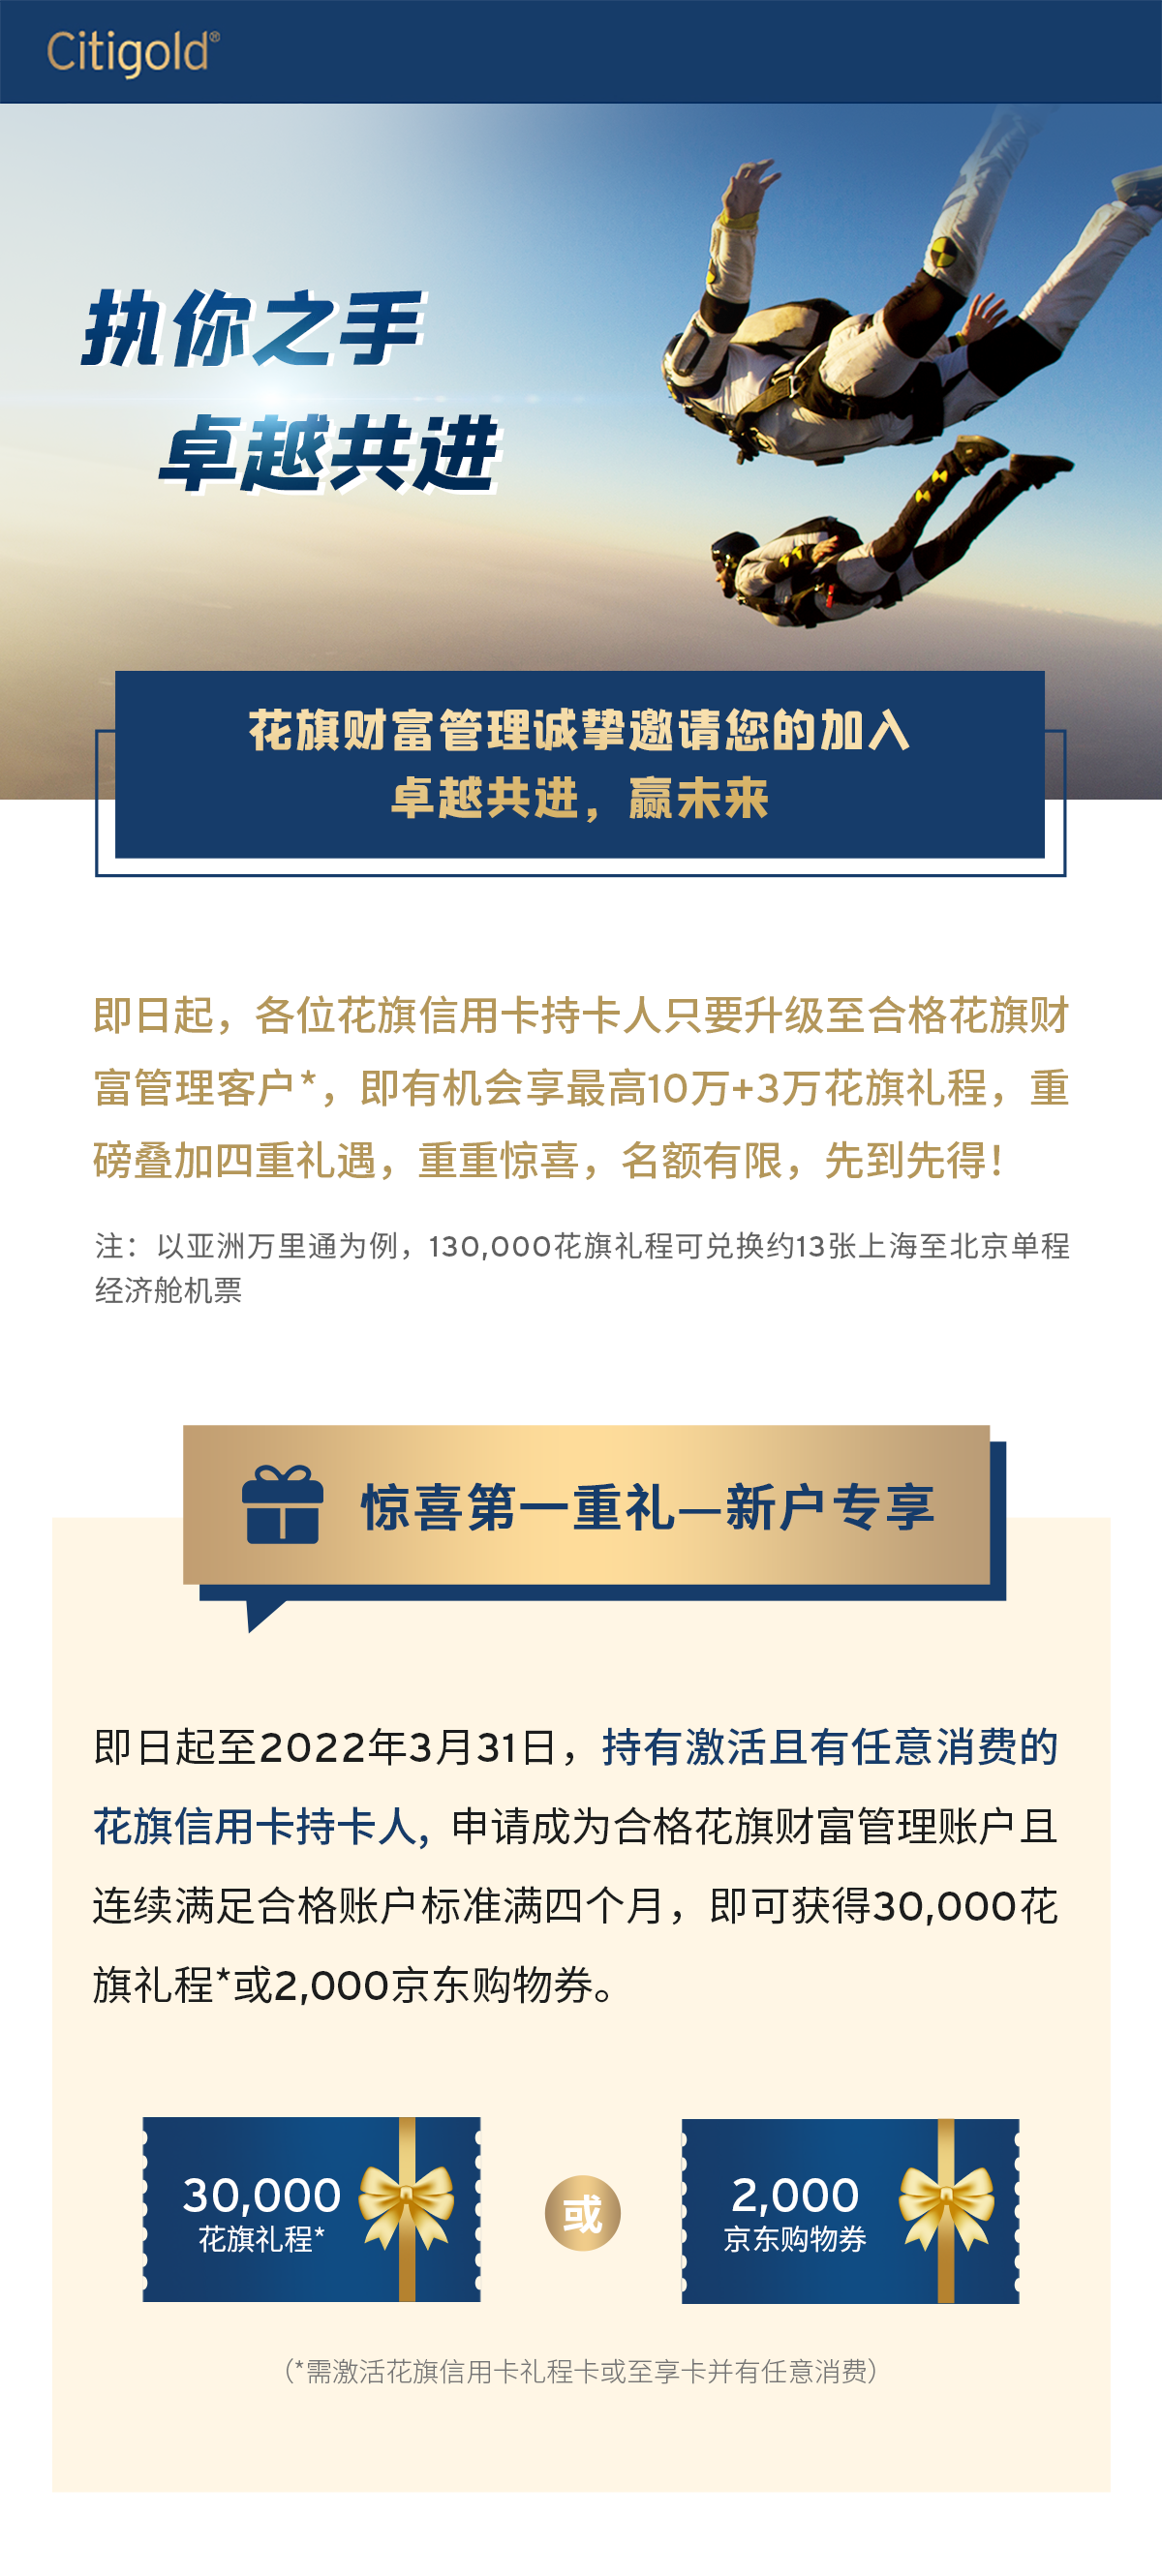 Citigold®
执你之手
卓越共进
花旗财富管理诚挚邀请您的加入
卓越共进，赢未来
即日起，各位花旗信用卡持卡人只要升级至合格花旗财
富管理客户*，即有机会享最高10万+3万花旗礼程，重
磅叠加四重礼遇，重重惊喜，名额有限，先到先得！
注：以亚洲万里通为例，130,000花旗礼程可兑换约13张上海至北京单程
经济舱机票
惊喜第一重礼—新户专享
即日起至2022年3月31日，持有激活且有任意消费的
花旗信用卡持卡人，申请成为合格花旗财富管理账户且
连续满足合格账户标准满四个月，即可获得30,000花
旗礼程*或2,000京东购物券。
30,000
花旗礼程*
或
2,000
京东购物券
（*需激活花旗信用卡礼程卡或至享卡并有任意消费）